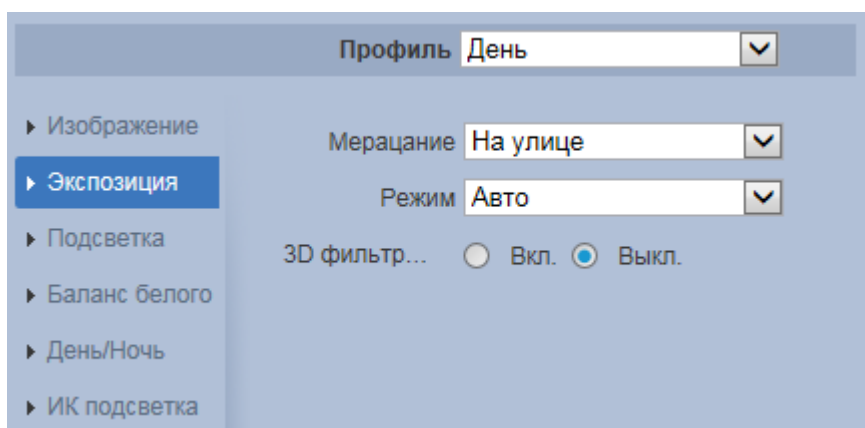 Профиль День
Изображение
Мерацание На улице
Экспозиция
Режим Авто
Подсветка
3D фильтр... Вкл. Выкл.
Баланс белого
День/Ночь
ИК подсветка